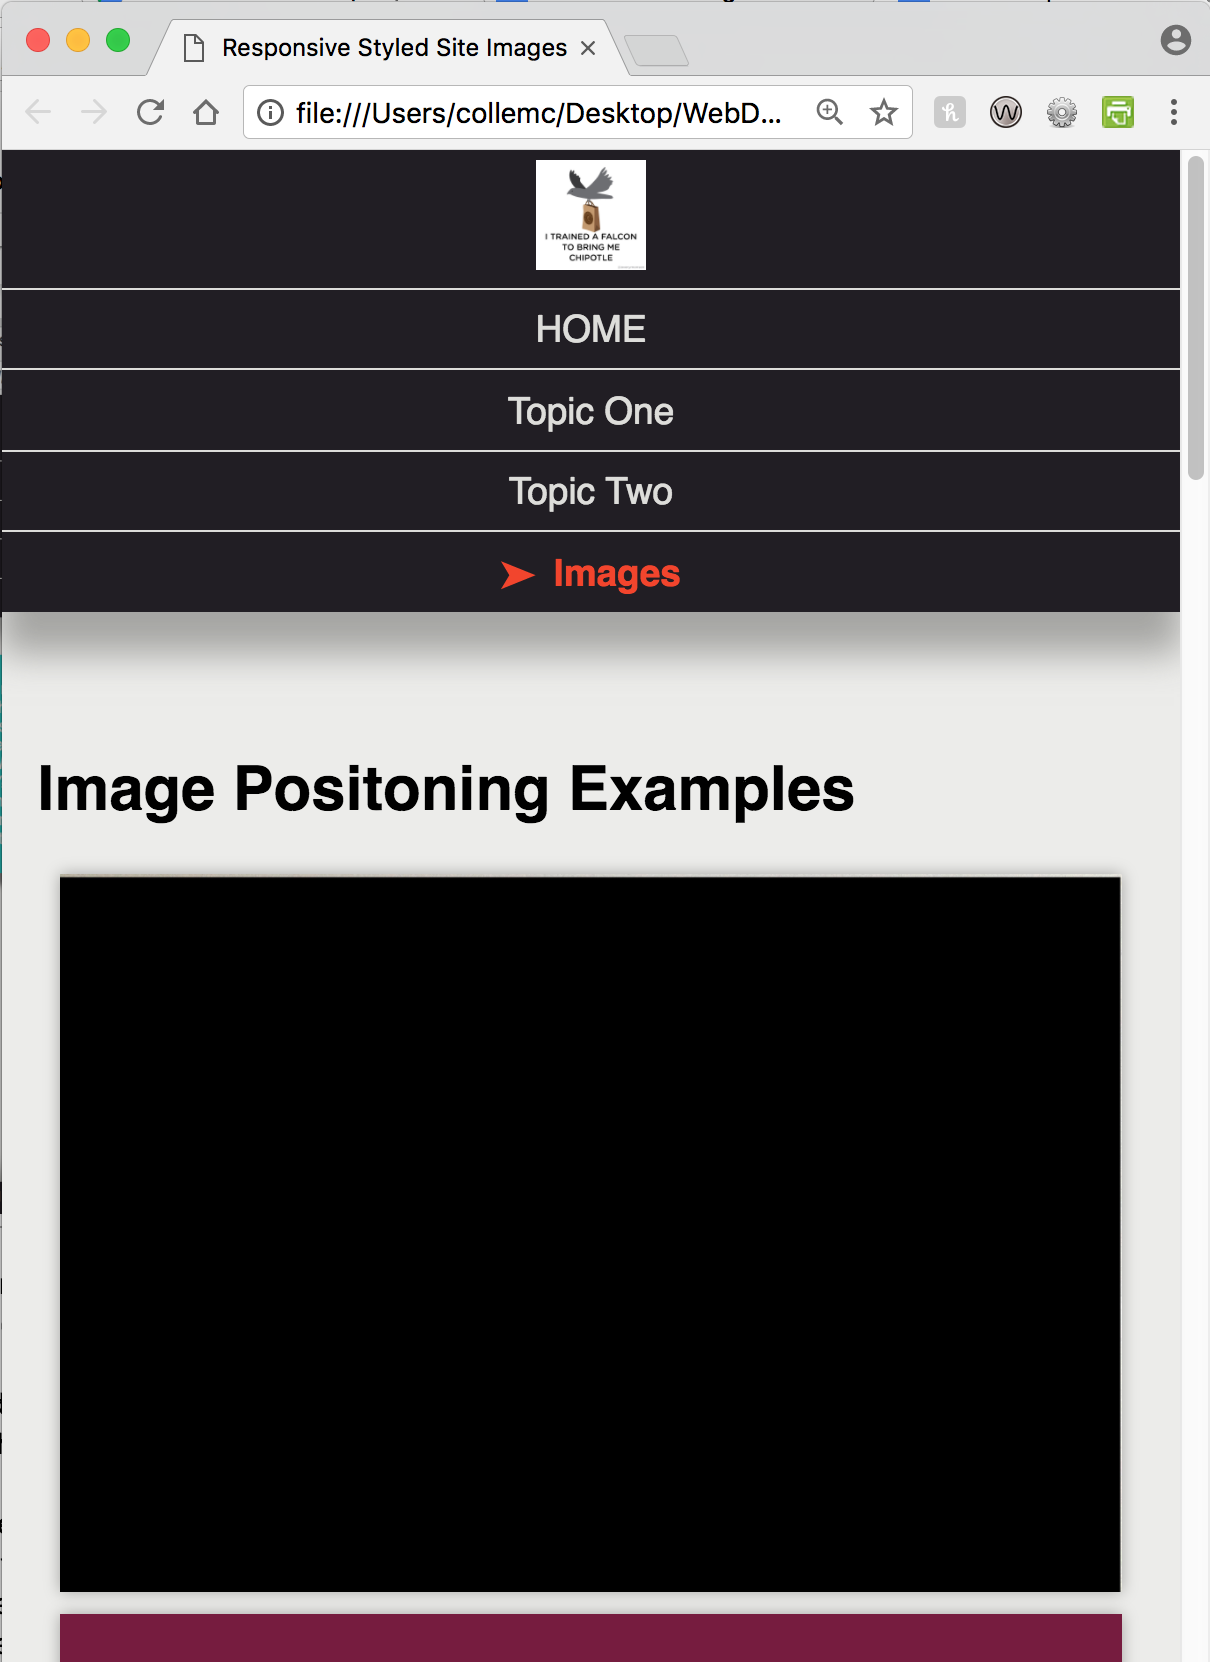 Responsive Styled Site Images
file:///Users/collemc/Desktop/WebD...
I TRAINED A FALCON
TO BRING ME
CHIPOTLE
HOME
Topic One
Topic Two
➤ Images
Image Positoning Examples